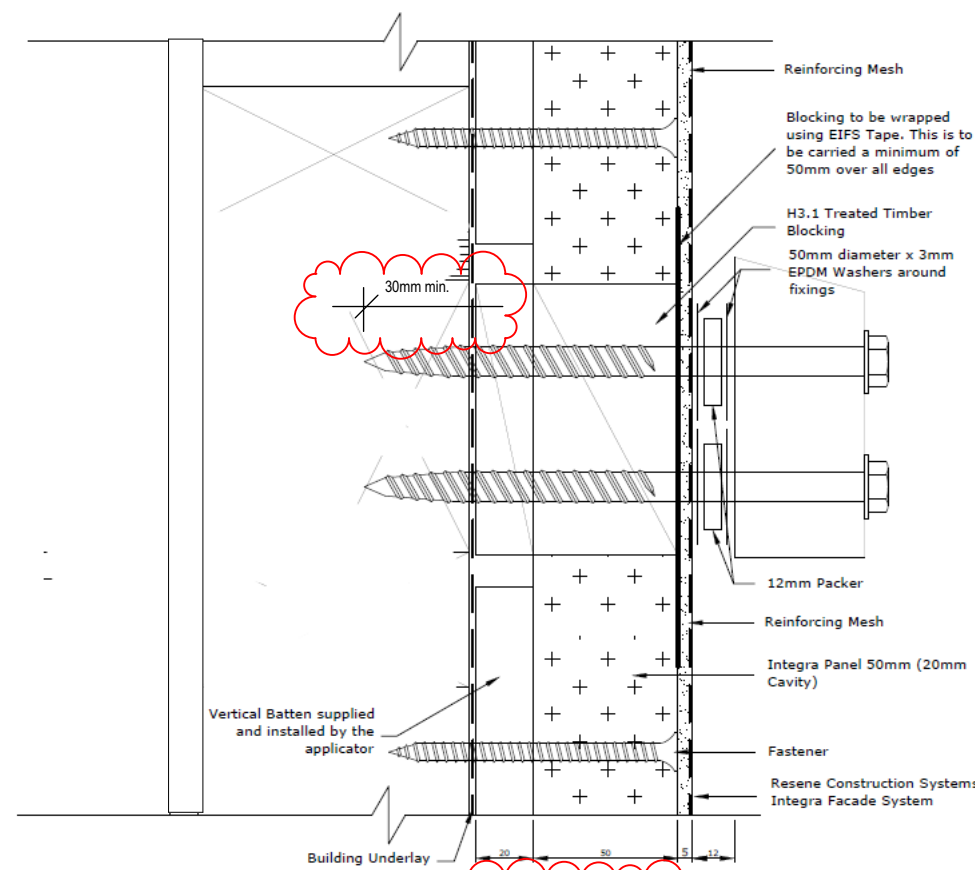 Reinforcing Mesh
Blocking to be wrapped
using EIFS Tape. This is to
be carried a minimum of
50mm over all edges
H3.1 Treated Timber
Blocking
50mm diameter x 3mm
EPDM Washers around
fixings
30mm min.
12mm Packer
Reinforcing Mesh
Integra Panel 50mm (20mm
Cavity)
Vertical Batten supplied
and installed by the
applicator
Fastener
Resene Construction Systems
Integra Facade System
Building Underlay
20 50 5 12